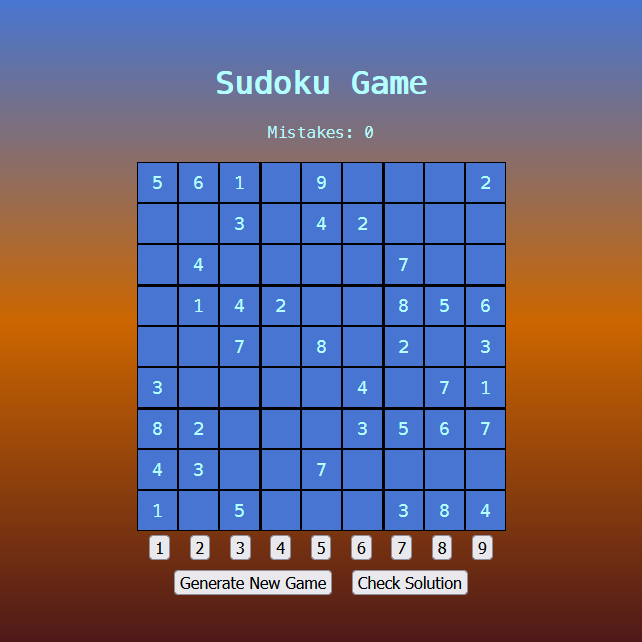 Sudoku Game
Mistakes: 0
5 6 1 9 2
3 4 2
4 7
1 4 2 8 5 6
7 8 2 3
3 4 7 1
8 2 3 5 6 7
4 3 7
1 5 3 8 4
1 2 3 4 5 6 7 8 9
Generate New Game Check Solution